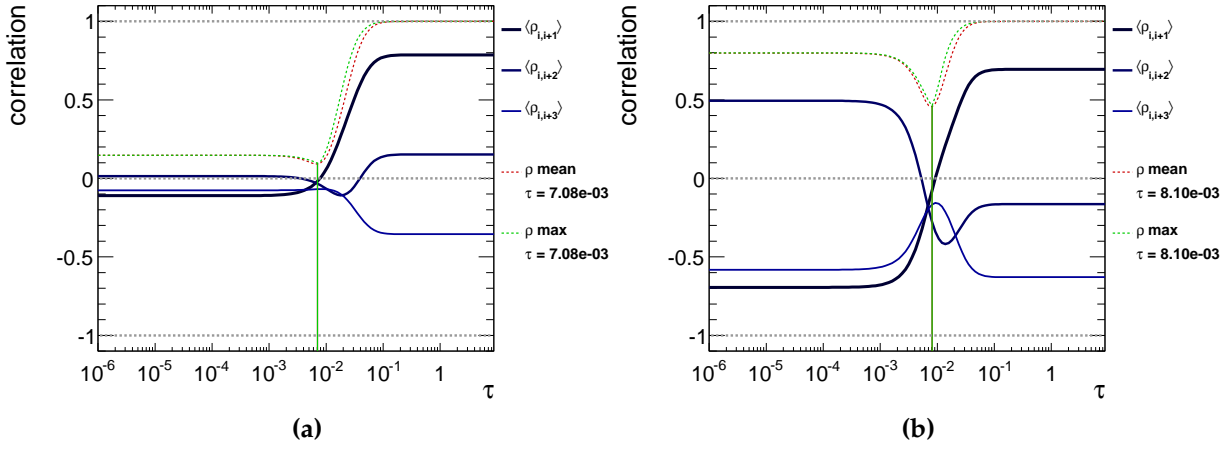 correlation
1
0.5
0
-0.5
-1
10⁻⁶ 10⁻⁵ 10⁻⁴ 10⁻³ 10⁻² 10⁻¹ 1
τ
⟨ρi,i+1⟩
⟨ρi,i+2⟩
⟨ρi,i+3⟩
ρ mean
τ = 7.08e-03
ρ max
τ = 7.08e-03
(a)
correlation
1
0.5
0
-0.5
-1
10⁻⁶ 10⁻⁵ 10⁻⁴ 10⁻³ 10⁻² 10⁻¹ 1
τ
⟨ρi,i+1⟩
⟨ρi,i+2⟩
⟨ρi,i+3⟩
ρ mean
τ = 8.10e-03
ρ max
τ = 8.10e-03
(b)